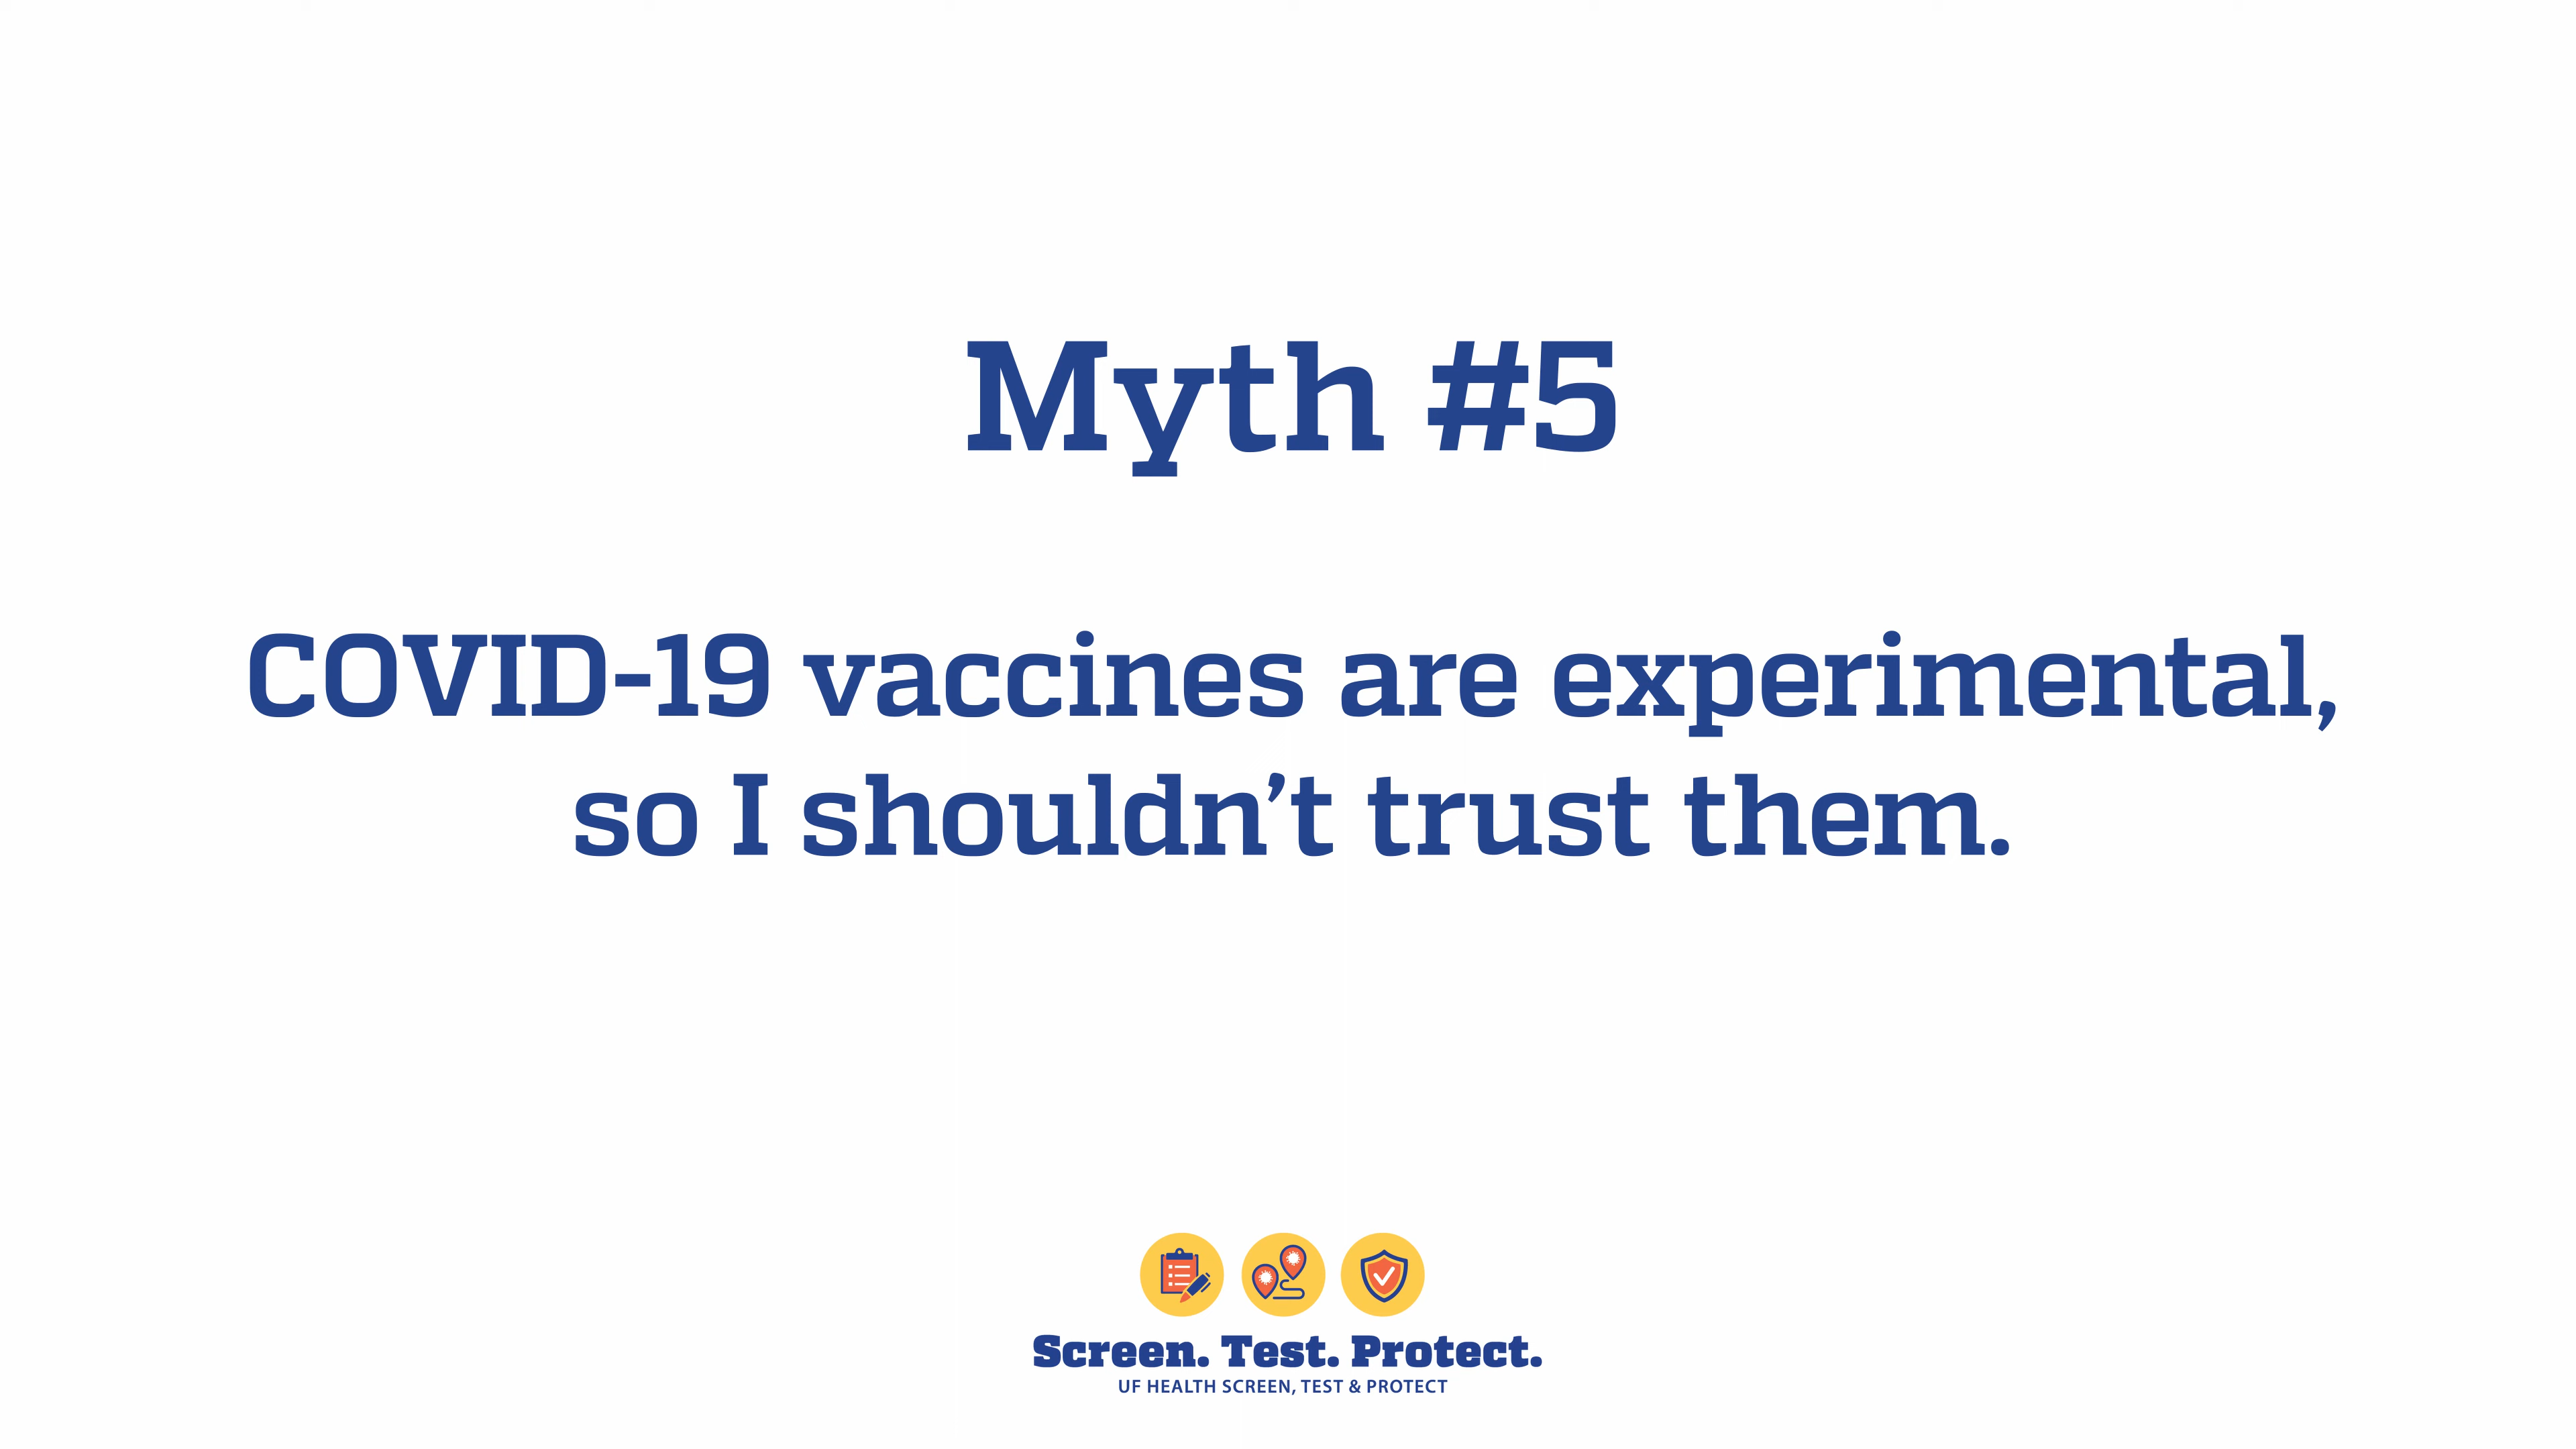 Myth #5
COVID-19 vaccines are experimental,
so I shouldn’t trust them.
Screen. Test. Protect.
UF HEALTH SCREEN, TEST & PROTECT